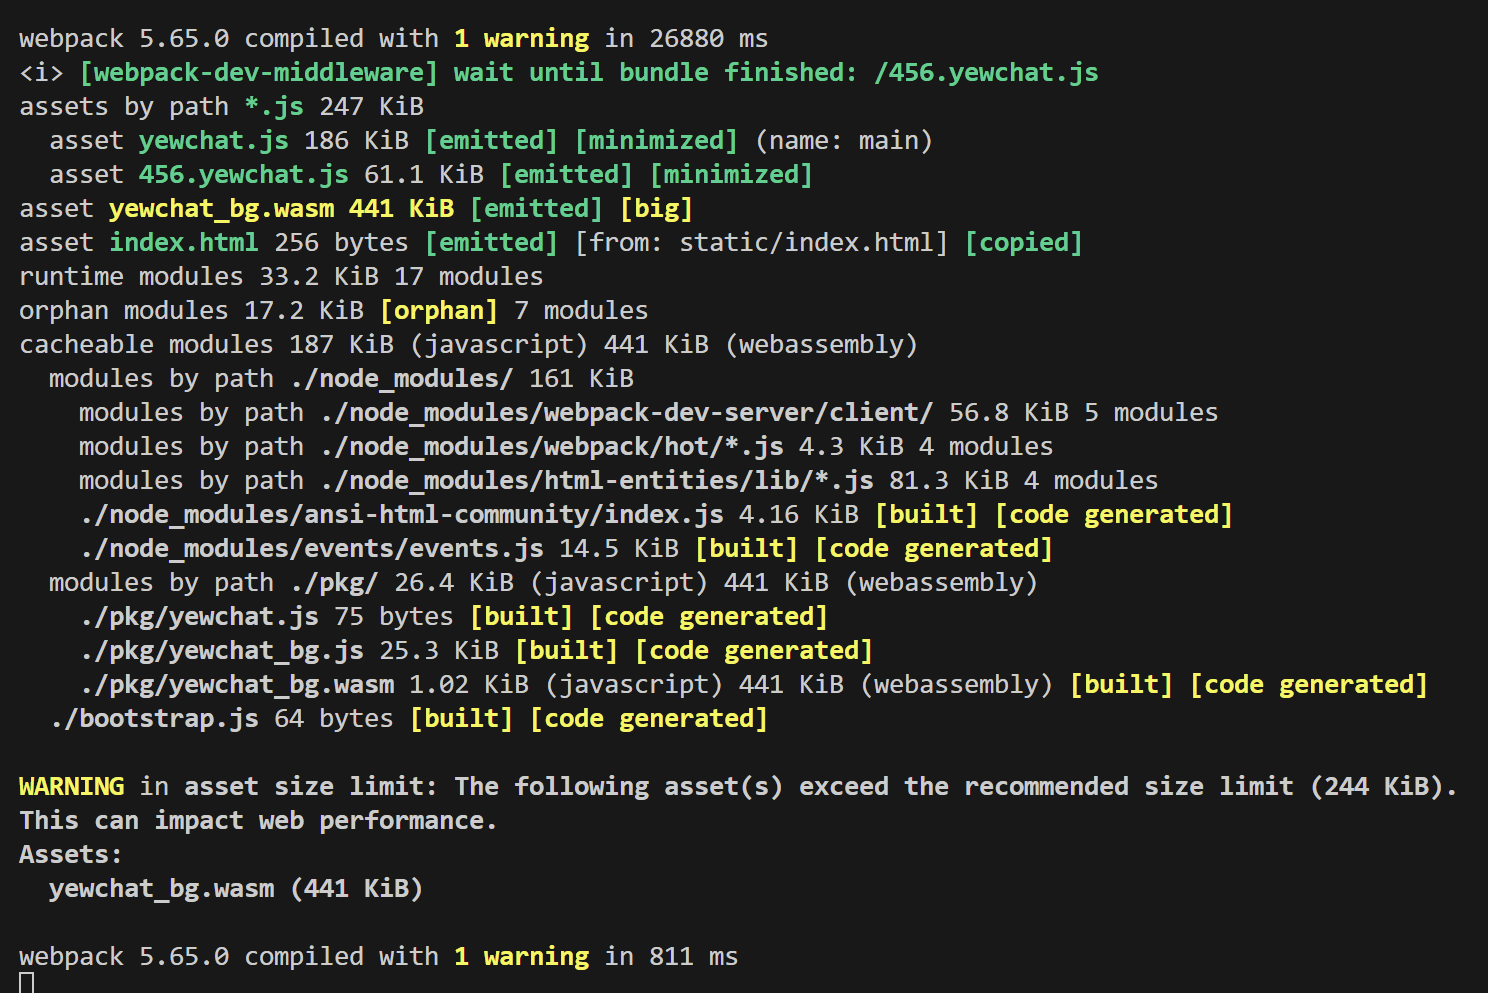 webpack 5.65.0 compiled with 1 warning in 26880 ms
<i> [webpack-dev-middleware] wait until bundle finished: /456.yewchat.js
assets by path *.js 247 KiB
  asset yewchat.js 186 KiB [emitted] [minimized] (name: main)
  asset 456.yewchat.js 61.1 KiB [emitted] [minimized]
asset yewchat_bg.wasm 441 KiB [emitted] [big]
asset index.html 256 bytes [emitted] [from: static/index.html] [copied]
runtime modules 33.2 KiB 17 modules
orphan modules 17.2 KiB [orphan] 7 modules
cacheable modules 187 KiB (javascript) 441 KiB (webassembly)
  modules by path ./node_modules/ 161 KiB
    modules by path ./node_modules/webpack-dev-server/client/ 56.8 KiB 5 modules
    modules by path ./node_modules/webpack/hot/*.js 4.3 KiB 4 modules
    modules by path ./node_modules/html-entities/lib/*.js 81.3 KiB 4 modules
    ./node_modules/ansi-html-community/index.js 4.16 KiB [built] [code generated]
    ./node_modules/events/events.js 14.5 KiB [built] [code generated]
  modules by path ./pkg/ 26.4 KiB (javascript) 441 KiB (webassembly)
    ./pkg/yewchat.js 75 bytes [built] [code generated]
    ./pkg/yewchat_bg.js 25.3 KiB [built] [code generated]
    ./pkg/yewchat_bg.wasm 1.02 KiB (javascript) 441 KiB (webassembly) [built] [code generated]
  ./bootstrap.js 64 bytes [built] [code generated]

WARNING in asset size limit: The following asset(s) exceed the recommended size limit (244 KiB).
This can impact web performance.
Assets:
  yewchat_bg.wasm (441 KiB)

webpack 5.65.0 compiled with 1 warning in 811 ms